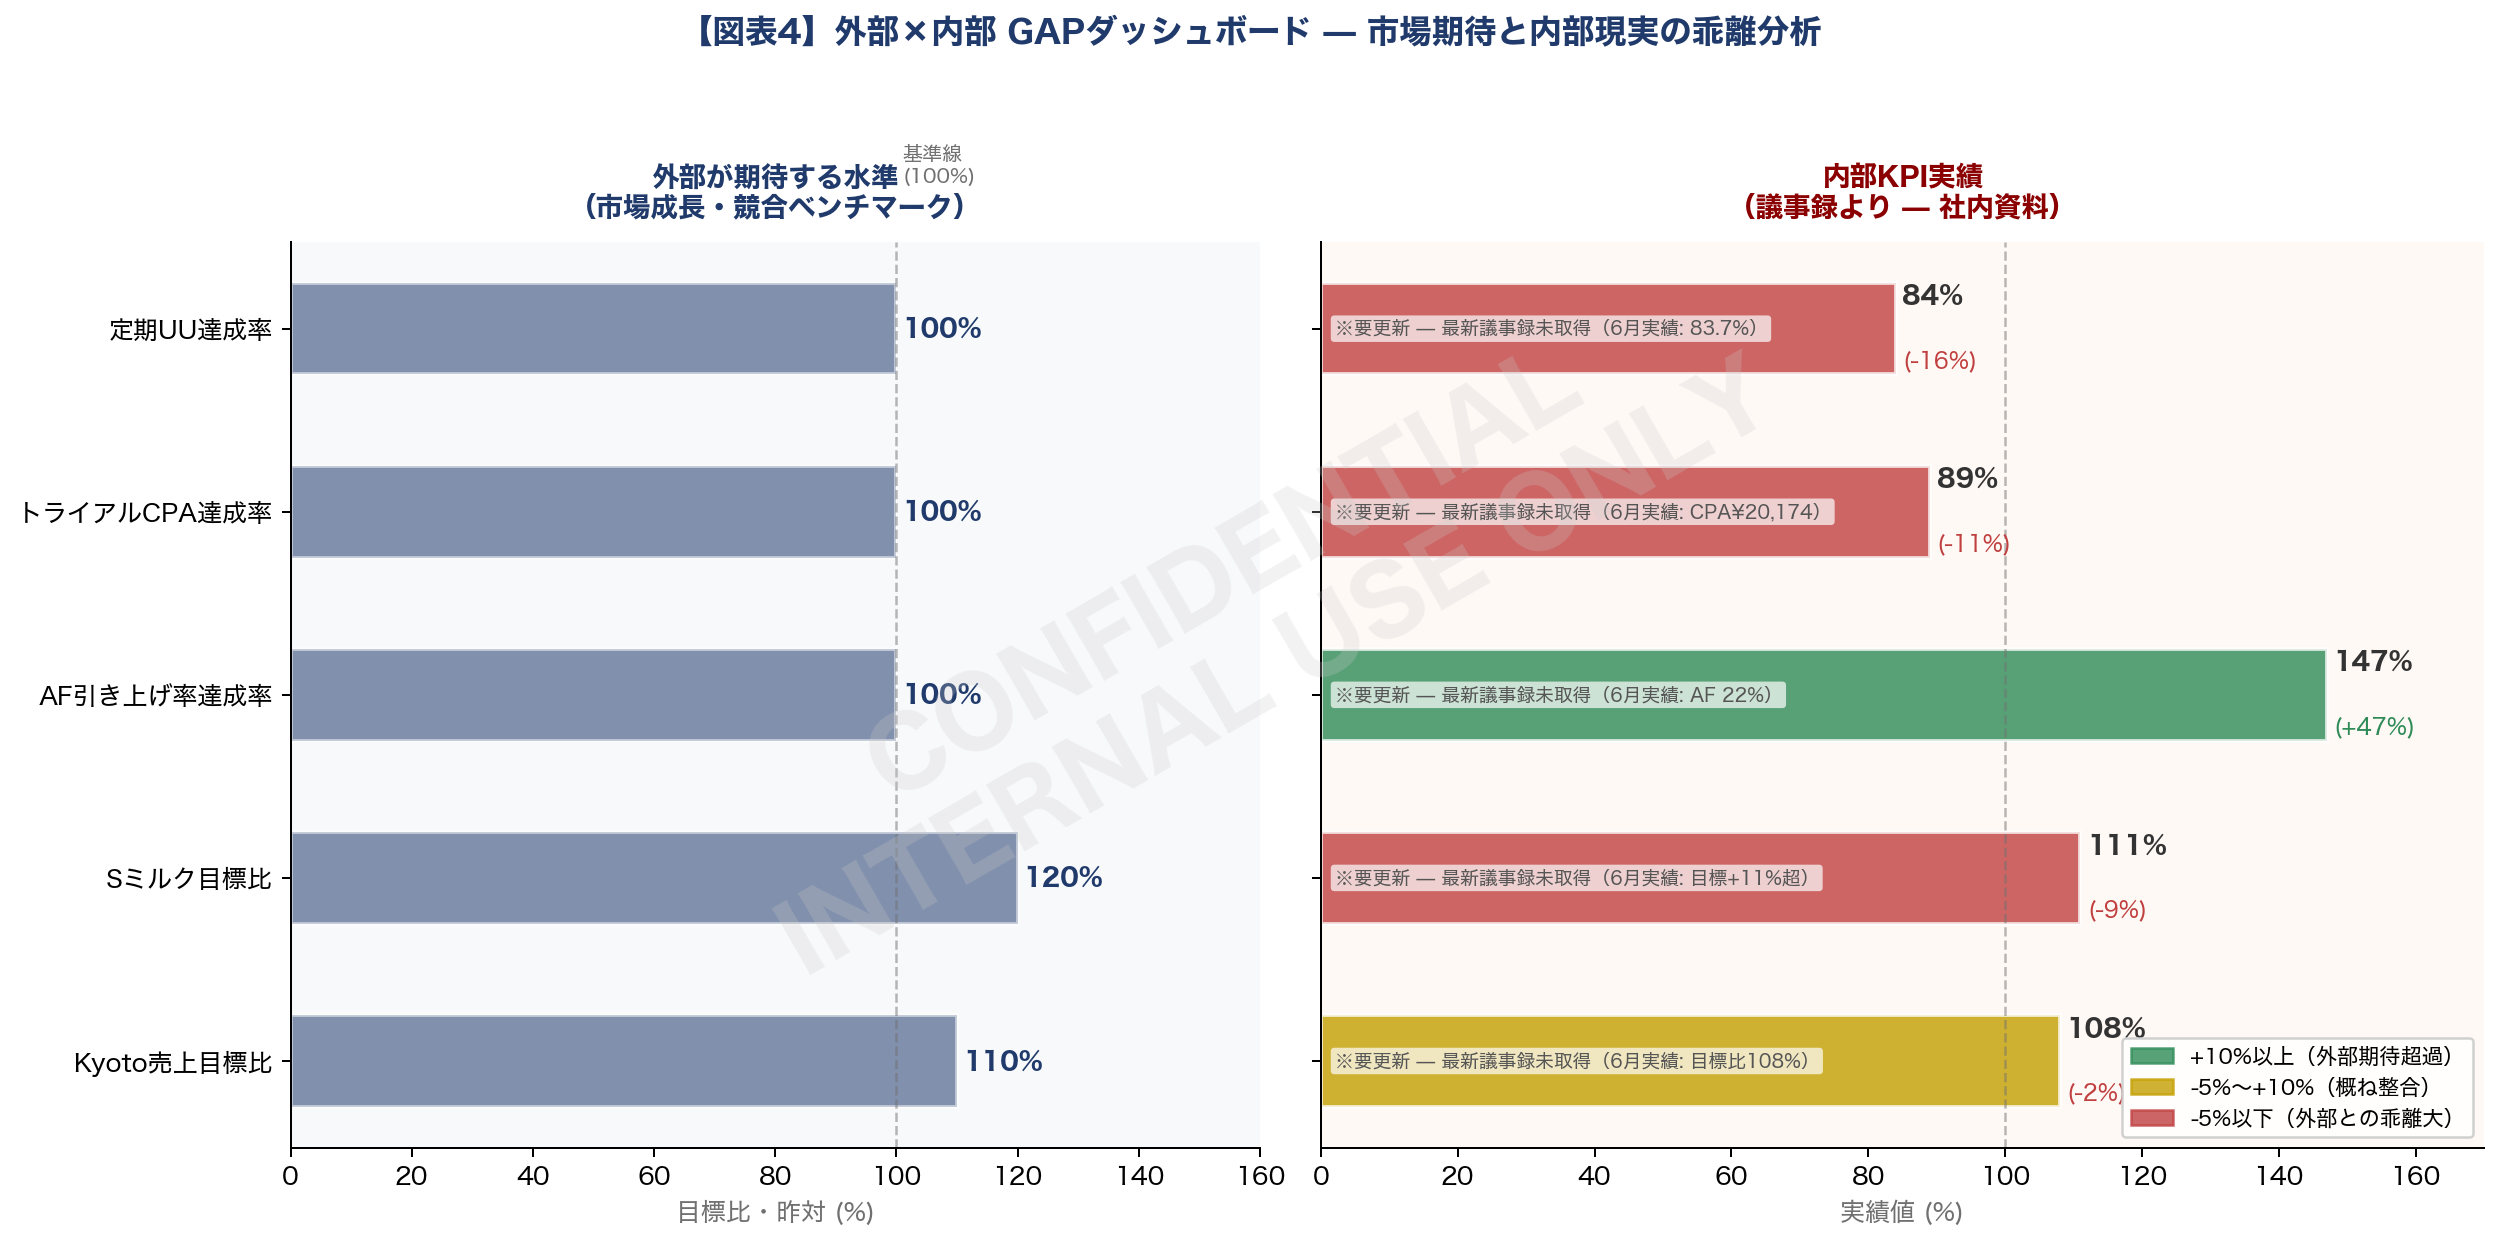 【図表4】外部×内部 GAPダッシュボード ― 市場期待と内部現実の乖離分析
外部が期待する水準
（市場成長・競合ベンチマーク）
基準線
(100%)
定期UU達成率
100%
トライアルCPA達成率
100%
AF引き上げ率達成率
100%
Sミルク目標比
120%
Kyoto売上目標比
110%
0 20 40 60 80 100 120 140 160
目標比・昨対 (%)
内部KPI実績
（議事録より ― 社内資料）
84%
※要更新 ― 最新議事録未取得（6月実績: 83.7%）
(-16%)
89%
※要更新 ― 最新議事録未取得（6月実績: CPA¥20,174）
(-11%)
147%
※要更新 ― 最新議事録未取得（6月実績: AF 22%）
(+47%)
111%
※要更新 ― 最新議事録未取得（6月実績: 目標+11%超）
(-9%)
108%
※要更新 ― 最新議事録未取得（6月実績: 目標比108%）
(-2%)
+10%以上（外部期待超過）
-5%〜+10%（概ね整合）
-5%以下（外部との乖離大）
0 20 40 60 80 100 120 140 160
実績値 (%)
CONFIDENTIAL
INTERNAL USE ONLY